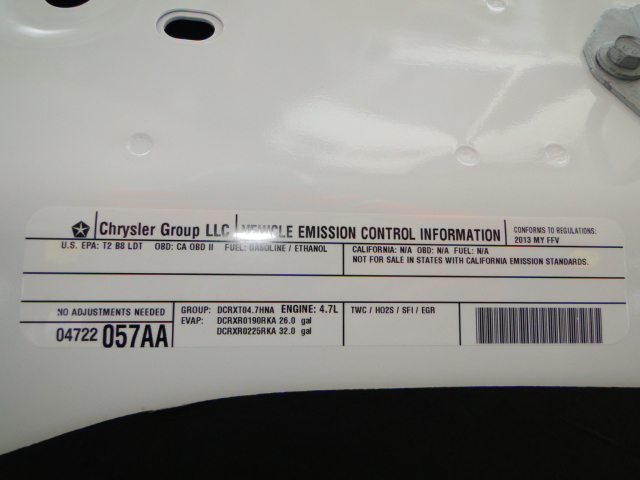 Chrysler Group LLC VEHICLE EMISSION CONTROL INFORMATION
CONFORMS TO REGULATIONS:
2013 MY FFV
U.S. EPA: T2 B8 LDT OBD: CA OBD II FUEL: GASOLINE / ETHANOL
CALIFORNIA: N/A OBD: N/A FUEL: N/A
NOT FOR SALE IN STATES WITH CALIFORNIA EMISSION STANDARDS.
NO ADJUSTMENTS NEEDED
04722 057AA
GROUP: DCRXT04.7HNA ENGINE: 4.7L
EVAP: DCRXR0190RKA 26.0 gal
DCRXR0225RKA 32.0 gal
TWC / HO2S / SFI / EGR